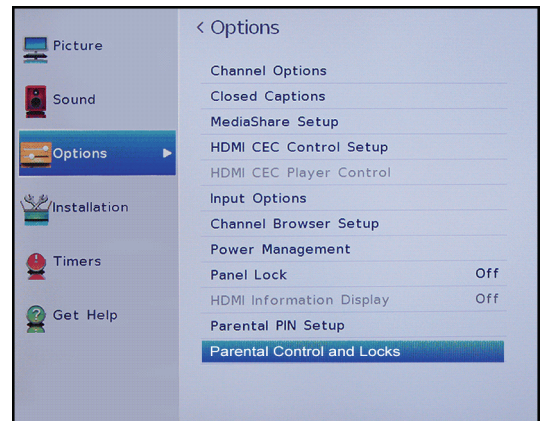 < Options
Picture
Sound
Options
Installation
Timers
Get Help
Channel Options
Closed Captions
MediaShare Setup
HDMI CEC Control Setup
HDMI CEC Player Control
Input Options
Channel Browser Setup
Power Management
Panel Lock Off
HDMI Information Display Off
Parental PIN Setup
Parental Control and Locks